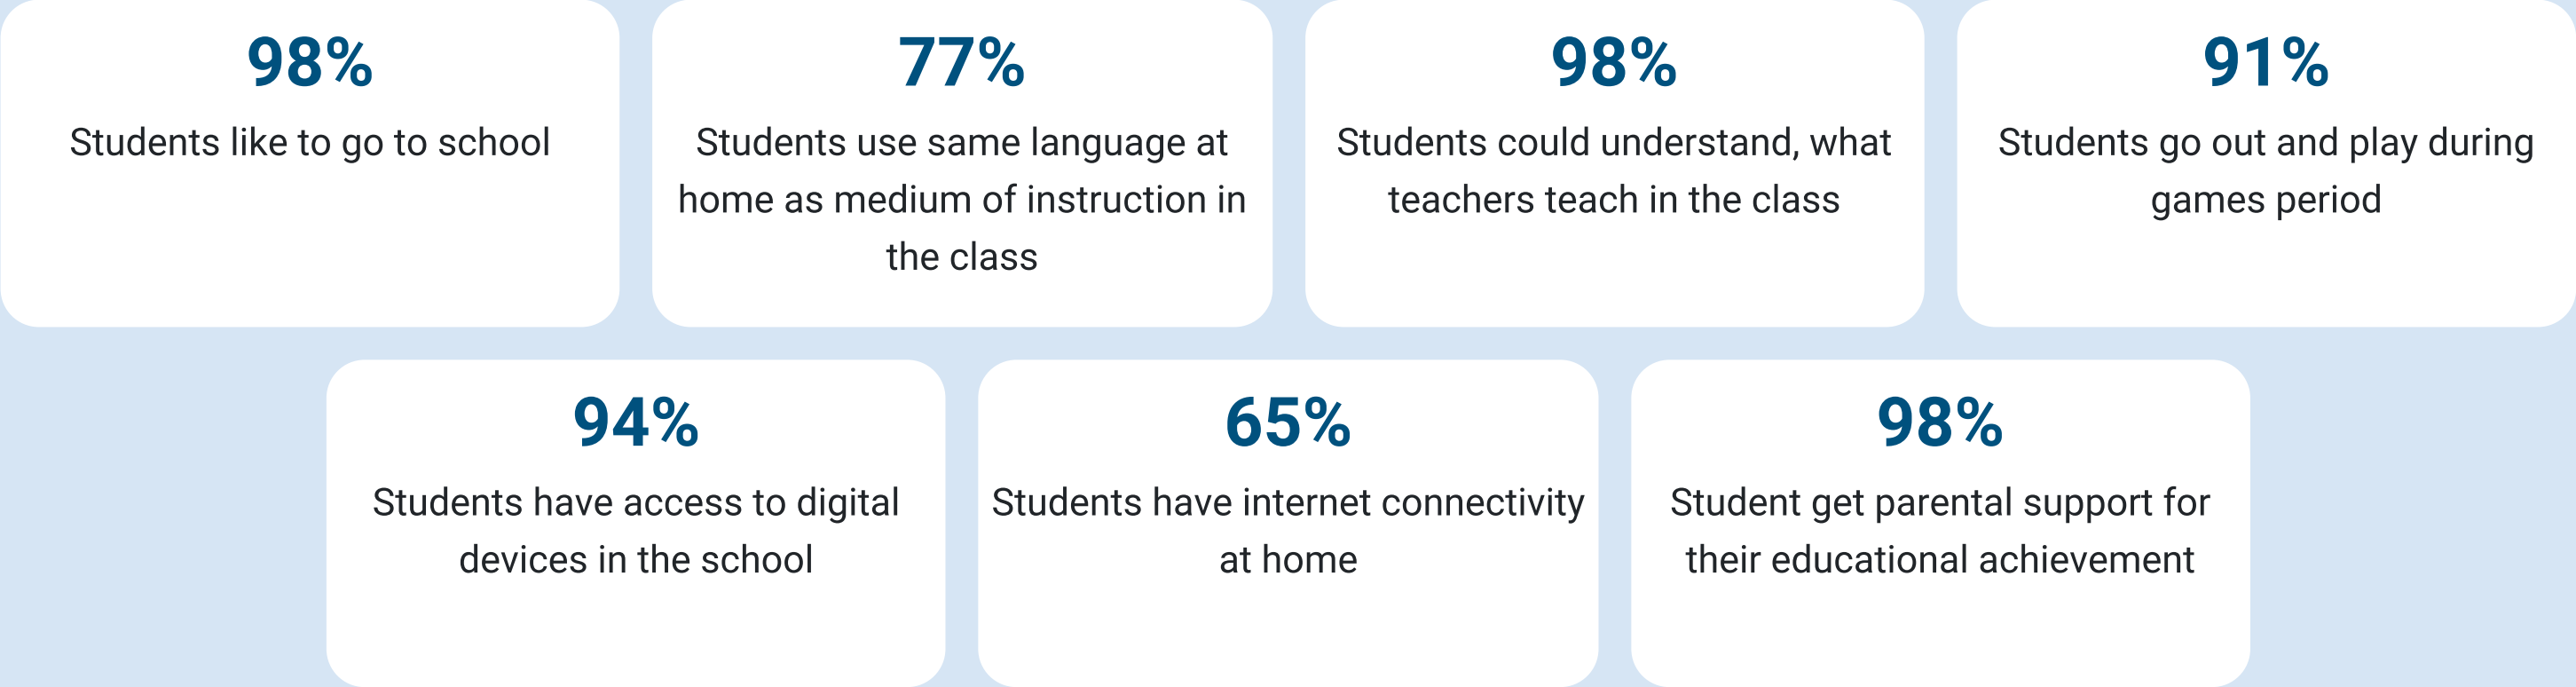 98%
Students like to go to school
77%
Students use same language at
home as medium of instruction in
the class
98%
Students could understand, what
teachers teach in the class
91%
Students go out and play during
games period
94%
Students have access to digital
devices in the school
65%
Students have internet connectivity
at home
98%
Student get parental support for
their educational achievement